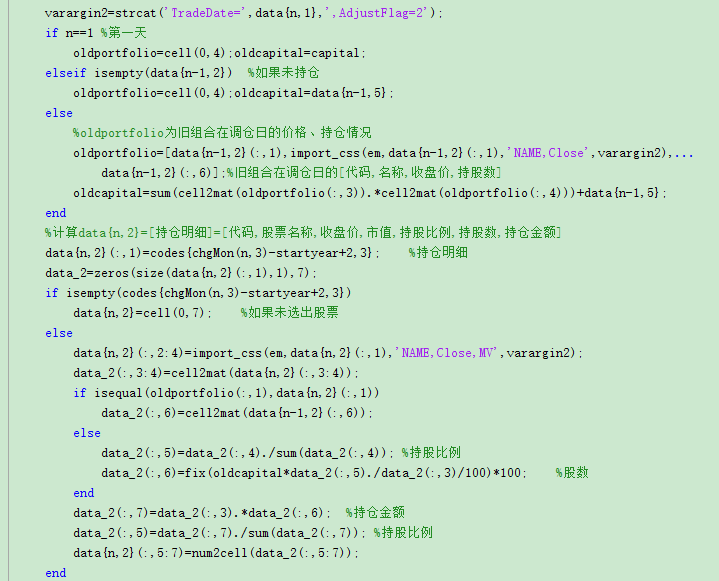 varargin2=strcat('TradeDate=',data{n,1},',AdjustFlag=2');
if n==1 %第一天
oldportfolio=cell(0,4);oldcapital=capital;
elseif isempty(data{n-1,2}) %如果未持仓
oldportfolio=cell(0,4);oldcapital=data{n-1,5};
else
%oldportfolio为旧组合在调仓日的价格、持仓情况
oldportfolio=[data{n-1,2}(:,1),import_css(em,data{n-1,2}(:,1),'NAME,Close',varargin2),...
data{n-1,2}(:,6)];%旧组合在调仓日的[代码,名称,收盘价,持股数]
oldcapital=sum(cell2mat(oldportfolio(:,3)).*cell2mat(oldportfolio(:,4)))+data{n-1,5};
end
%计算data{n,2}=[持仓明细]=[代码,股票名称,收盘价,市值,持股比例,持股数,持仓金额]
data{n,2}(:,1)=codes{chgMon(n,3)-startyear+2,3}; %持仓明细
data_2=zeros(size(data{n,2}(:,1),1),7);
if isempty(codes{chgMon(n,3)-startyear+2,3})
data{n,2}=cell(0,7); %如果未选出股票
else
data{n,2}(:,2:4)=import_css(em,data{n,2}(:,1),'NAME,Close,MV',varargin2);
data_2(:,3:4)=cell2mat(data{n,2}(:,3:4));
if isequal(oldportfolio(:,1),data{n,2}(:,1))
data_2(:,6)=cell2mat(data{n-1,2}(:,6));
else
data_2(:,5)=data_2(:,4)./sum(data_2(:,4)); %持股比例
data_2(:,6)=fix(oldcapital*data_2(:,5)./data_2(:,3)/100)*100; %股数
end
data_2(:,7)=data_2(:,3).*data_2(:,6); %持仓金额
data_2(:,5)=data_2(:,7)./sum(data_2(:,7)); %持股比例
data{n,2}(:,5:7)=num2cell(data_2(:,5:7));
end